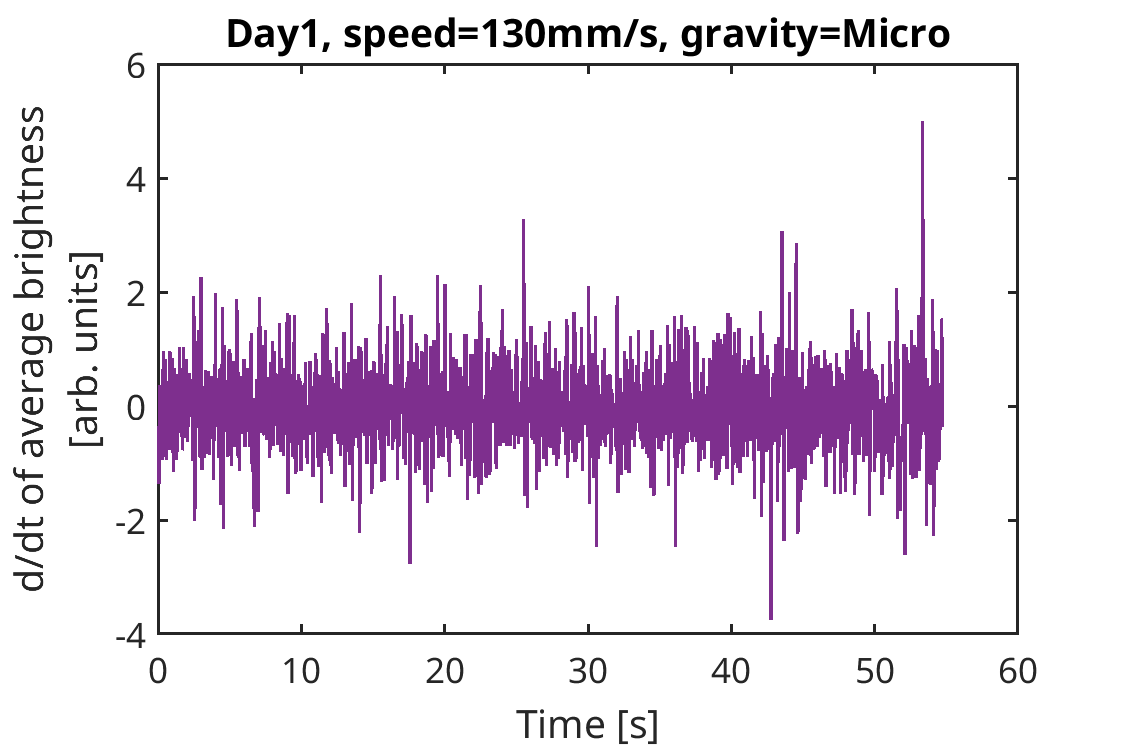 Day1, speed=130mm/s, gravity=Micro
d/dt of average brightness
[arb. units]
6
4
2
0
-2
-4
0 10 20 30 40 50 60
Time [s]